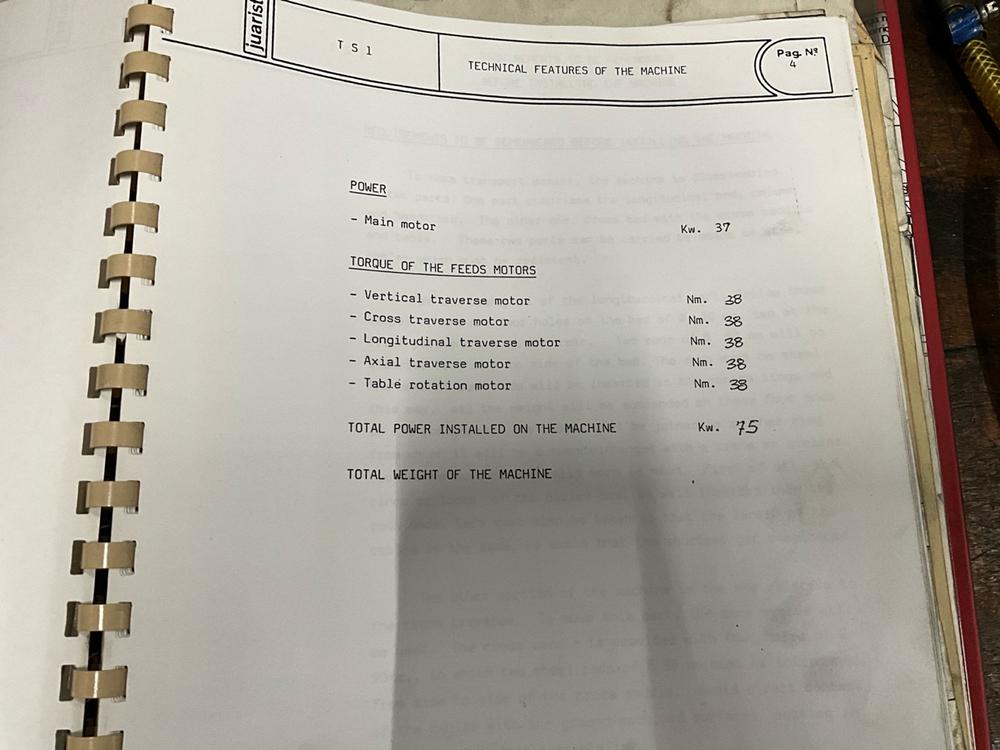 juarist
T S 1
TECHNICAL FEATURES OF THE MACHINE
Pag. Nº
4
POWER
- Main motor Kw. 37
TORQUE OF THE FEEDS MOTORS
- Vertical traverse motor Nm. 38
- Cross traverse motor Nm. 38
- Longitudinal traverse motor Nm. 38
- Axial traverse motor Nm. 38
- Table rotation motor Nm. 38
TOTAL POWER INSTALLED ON THE MACHINE Kw. 75
TOTAL WEIGHT OF THE MACHINE